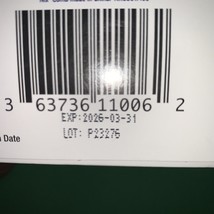 3 63736 11006 2
EXP: 2026-03-31
LOT: P23276
n Date